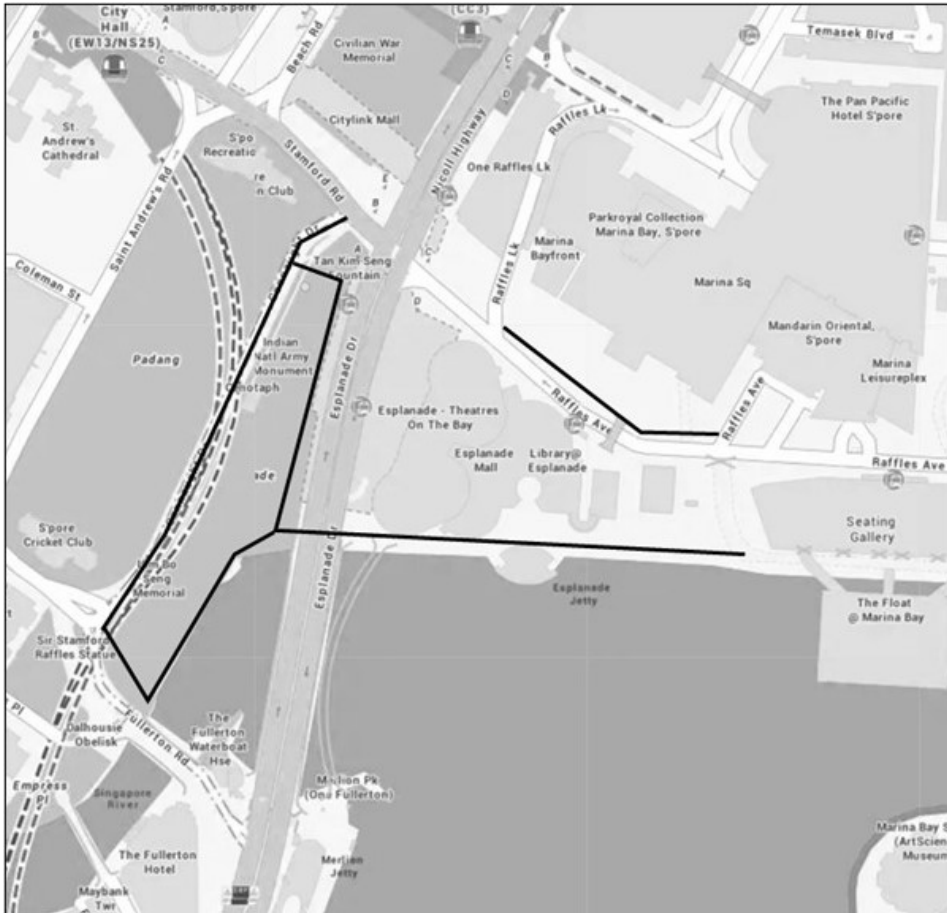 City
Hall
(EW13/NS25)
Stamford, S'pore
(CC3)
Temasek Blvd
Beach Rd
Civilian War
Memorial
Citylink Mall
St.
Andrew's
Cathedral
S'po
Recreatio
re
n Club
Stamford Rd
Nicoll Highway
Raffles Lk
The Pan Pacific
Hotel S'pore
One Raffles Lk
Saint Andrew's Rd
Parkroyal Collection
Marina Bay, S'pore
Marina
Bayfront
Raffles Lk
Coleman St
Tan Kim Seng
Fountain
Marina Sq
Mandarin Oriental,
S'pore
Marina
Leisureplex
Indian
Natl Army
Monument
Padang
Esplanade Dr
Esplanade - Theatres
On The Bay
Raffles Ave
Raffles Ave
Esplanade
Mall
Library@
Esplanade
Raffles Ave
ade
S'pore
Cricket Club
Seating
Gallery
Seng
Memorial
Esplanade Dr
Esplanade
Jetty
The Float
@ Marina Bay
Sir Stamford
Raffles Statue
Pl
Dalhousie
Obelisk
Fullerton Rd
The
Fullerton
Waterboat
Hse
Empress
Pl
Singapore
River
Merlion Pk
(One Fullerton)
Merlion
Jetty
The Fullerton
Hotel
Maybank
Twr
Marina Bay S
(ArtScien
Museum
A
B
C
C
B
D
E
B
A
C
D